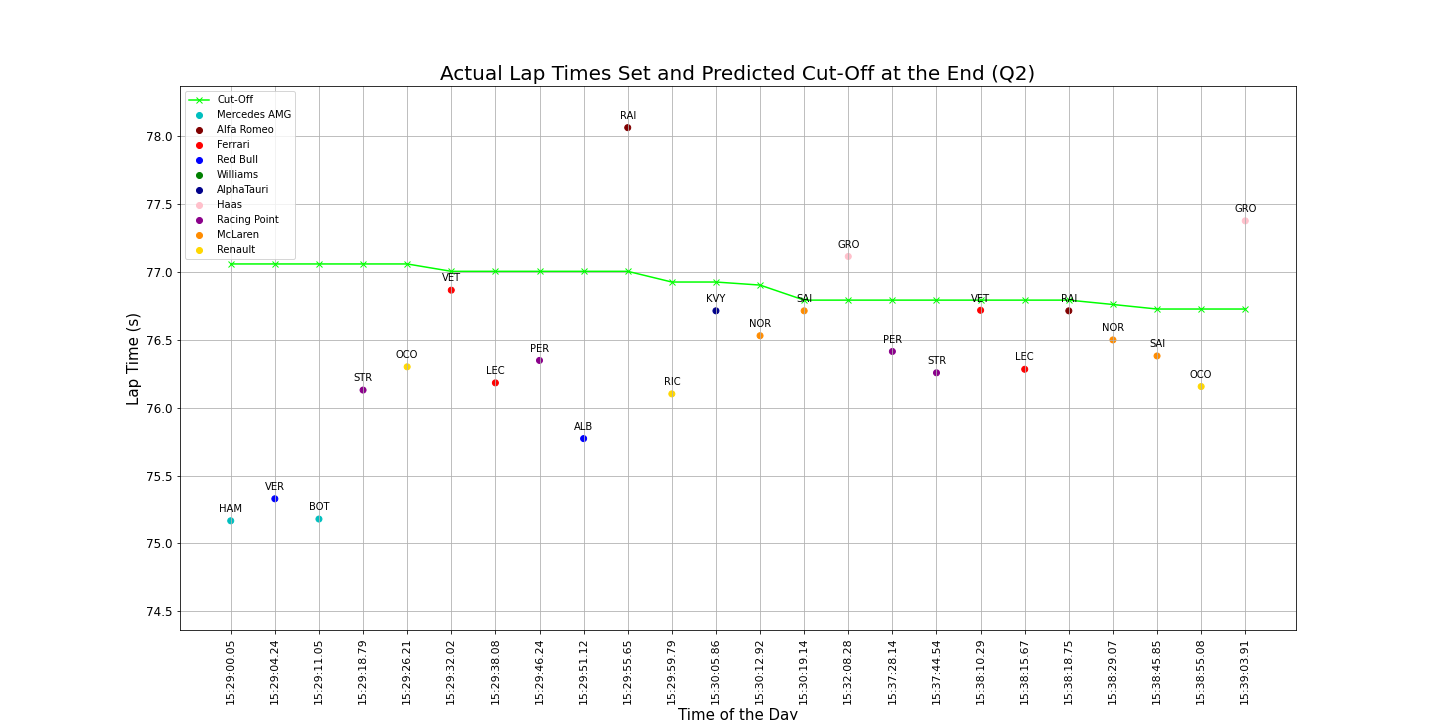 Actual Lap Times Set and Predicted Cut-Off at the End (Q2)
Cut-Off
Mercedes AMG
Alfa Romeo
Ferrari
Red Bull
Williams
AlphaTauri
Haas
Racing Point
McLaren
Renault
Lap Time (s)
78.0
77.5
77.0
76.5
76.0
75.5
75.0
74.5
HAM
VER
BOT
STR
OCO
VET
LEC
PER
ALB
RAI
RIC
KVY
NOR
SAI
GRO
PER
STR
VET
LEC
RAI
NOR
SAI
OCO
GRO
15:29:00.05
15:29:04.24
15:29:11.05
15:29:18.79
15:29:26.21
15:29:32.02
15:29:38.08
15:29:46.24
15:29:51.12
15:29:55.65
15:29:59.79
15:30:05.86
15:30:12.92
15:30:19.14
15:32:08.28
15:37:28.14
15:37:44.54
15:38:10.29
15:38:15.67
15:38:18.75
15:38:29.07
15:38:45.85
15:38:55.08
15:39:03.91
Time of the Day